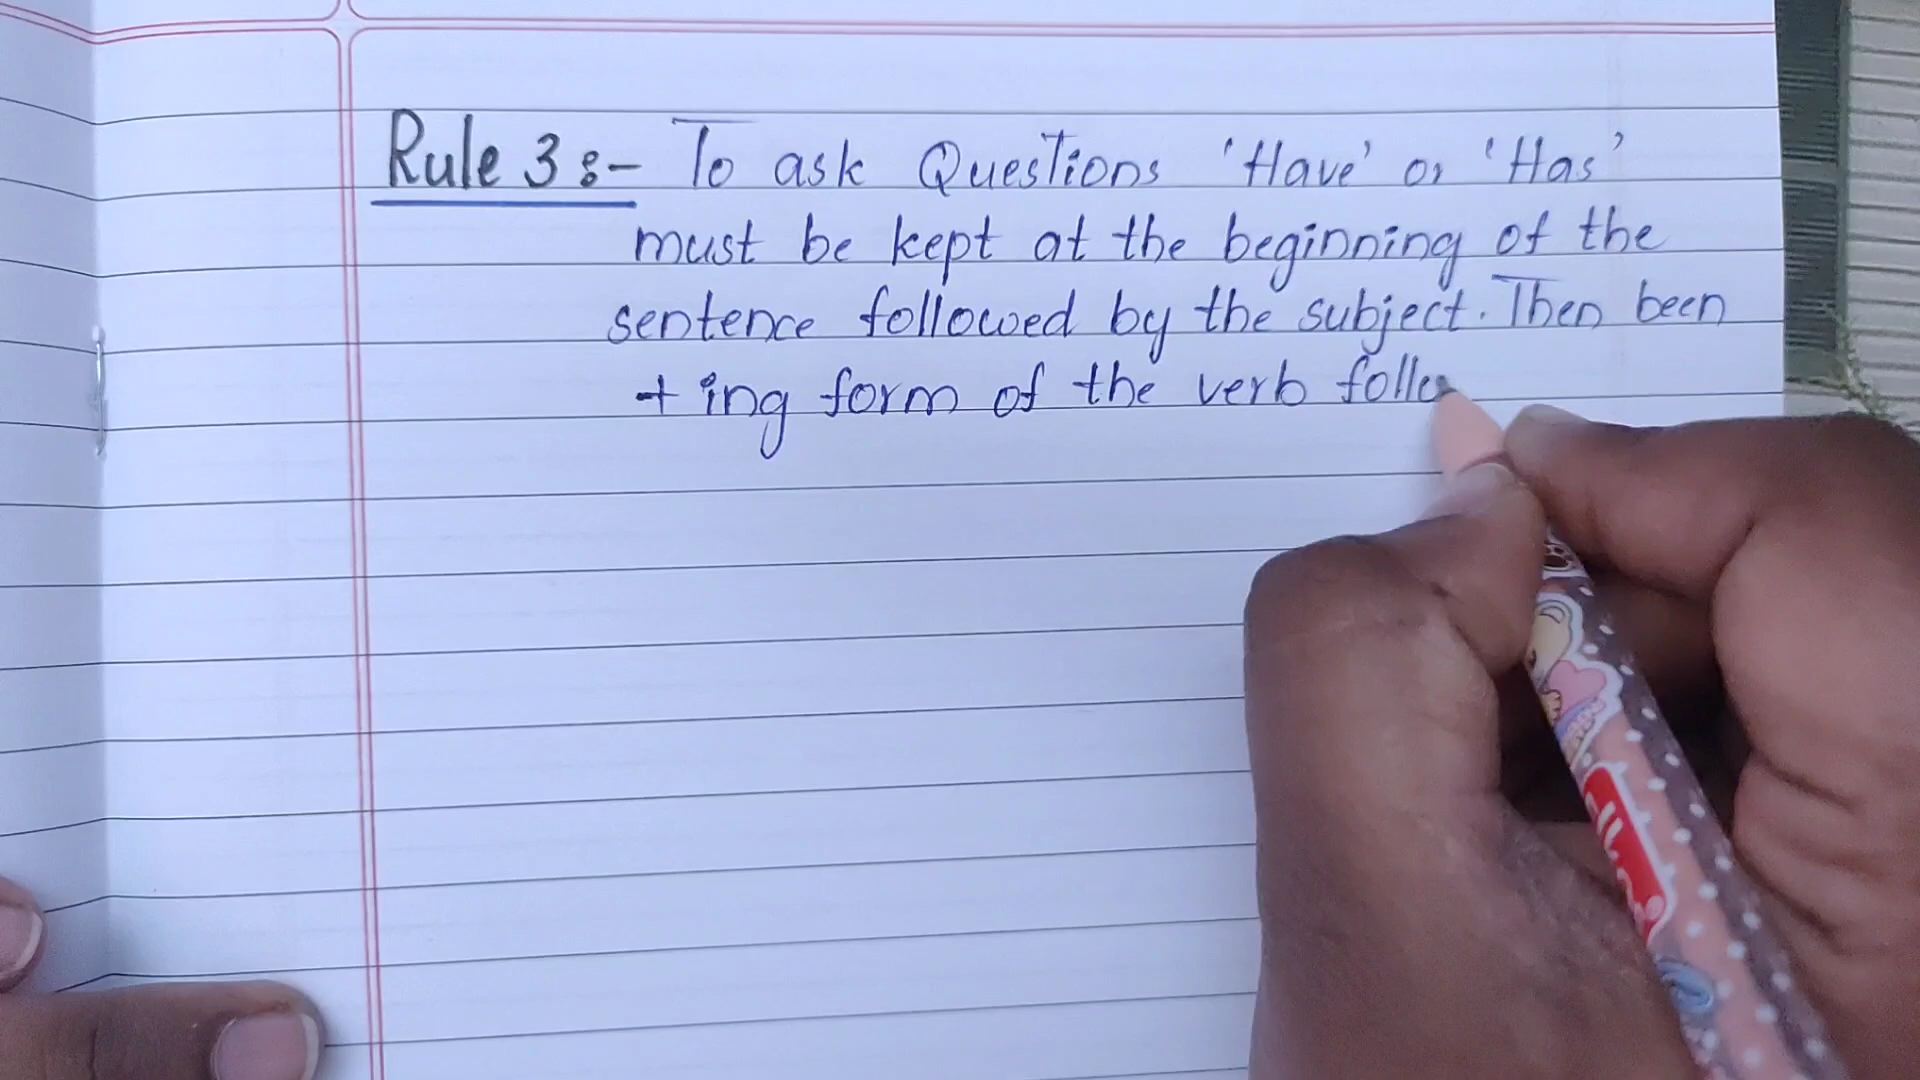 Rule 3 :- To ask Questions 'Have' or 'Has'
must be kept at the beginning of the
sentence followed by the subject. Then been
+ ing form of the verb follo